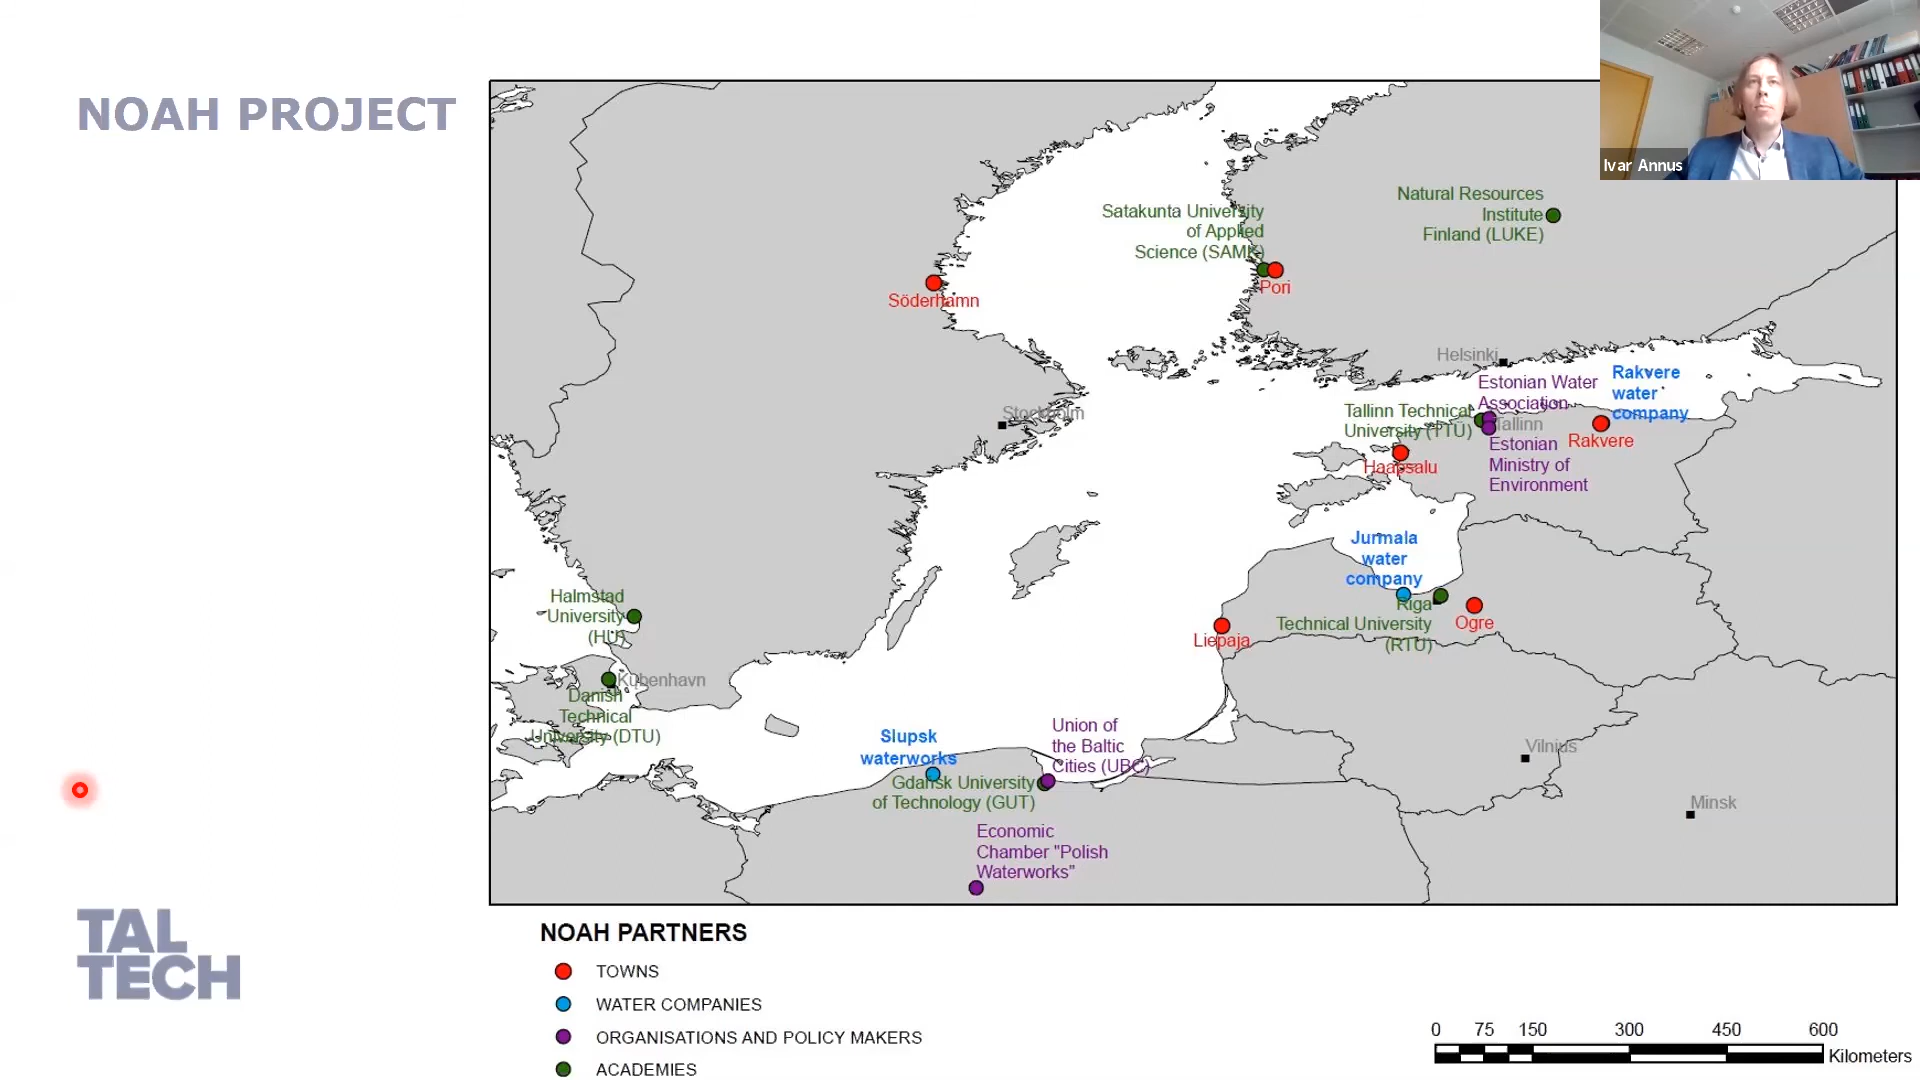 NOAH PROJECT
Ivar Annus
Natural Resources
Institute
Finland (LUKE)
Satakunta University
of Applied
Science (SAMK)
Pori
Söderhamn
Helsinki
Estonian Water
Association
Rakvere
water
company
Stockholm
Tallinn Technical
University (TTU)
Tallinn
Rakvere
Estonian
Ministry of
Environment
Haapsalu
Jurmala
water
company
Halmstad
University
(HU)
Riga
Technical University
(RTU)
Ogre
Liepaja
København
Danish
Technical
University (DTU)
Union of
the Baltic
Cities (UBC)
Slupsk
waterworks
Gdańsk University
of Technology (GUT)
Vilnius
Minsk
Economic
Chamber "Polish
Waterworks"
TAL
TECH
NOAH PARTNERS
TOWNS
WATER COMPANIES
ORGANISATIONS AND POLICY MAKERS
ACADEMIES
0 75 150 300 450 600
Kilometers